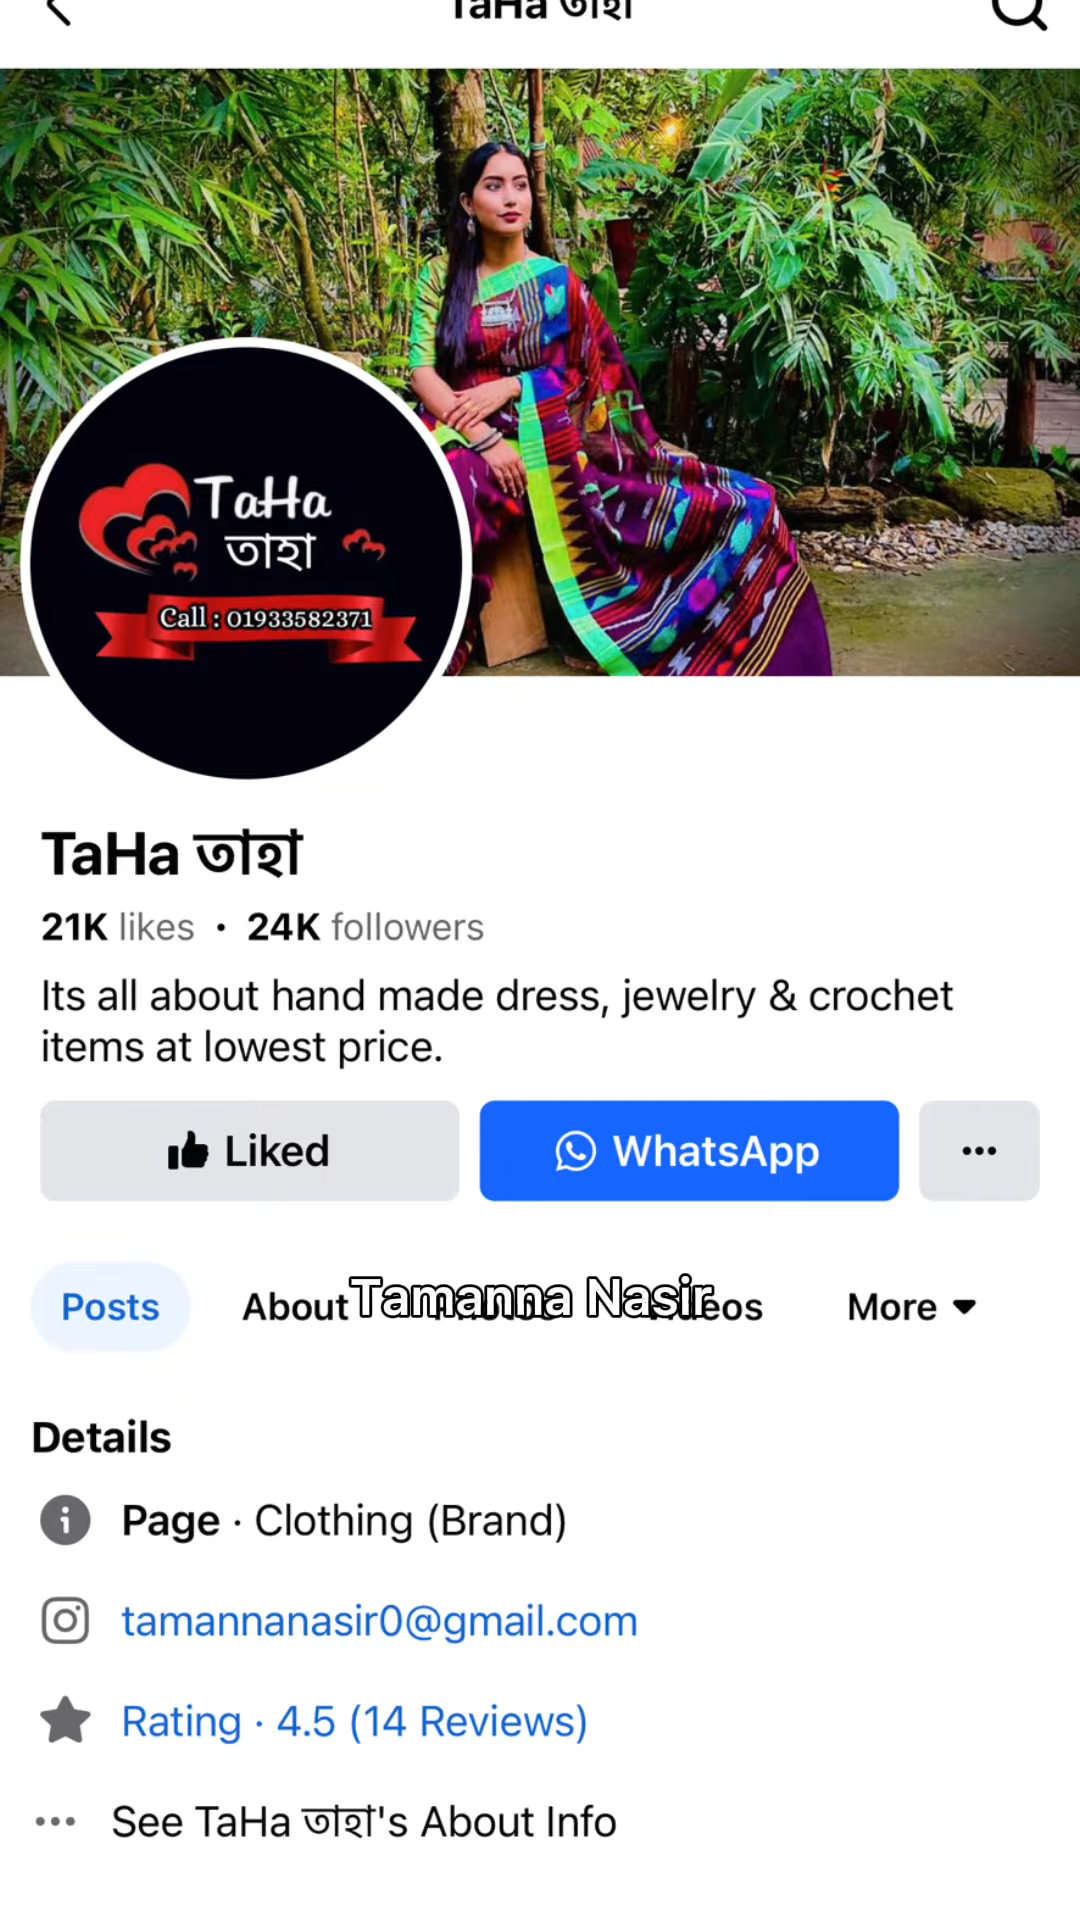 TaHa তাহা
TaHa
তাহা
Call : 01933582371
TaHa তাহা
21K likes · 24K followers
Its all about hand made dress, jewelry & crochet
items at lowest price.
Liked
WhatsApp
Posts
About
Tamanna Nasir
More
Details
Page · Clothing (Brand)
tamannanasir0@gmail.com
Rating · 4.5 (14 Reviews)
See TaHa তাহা's About Info